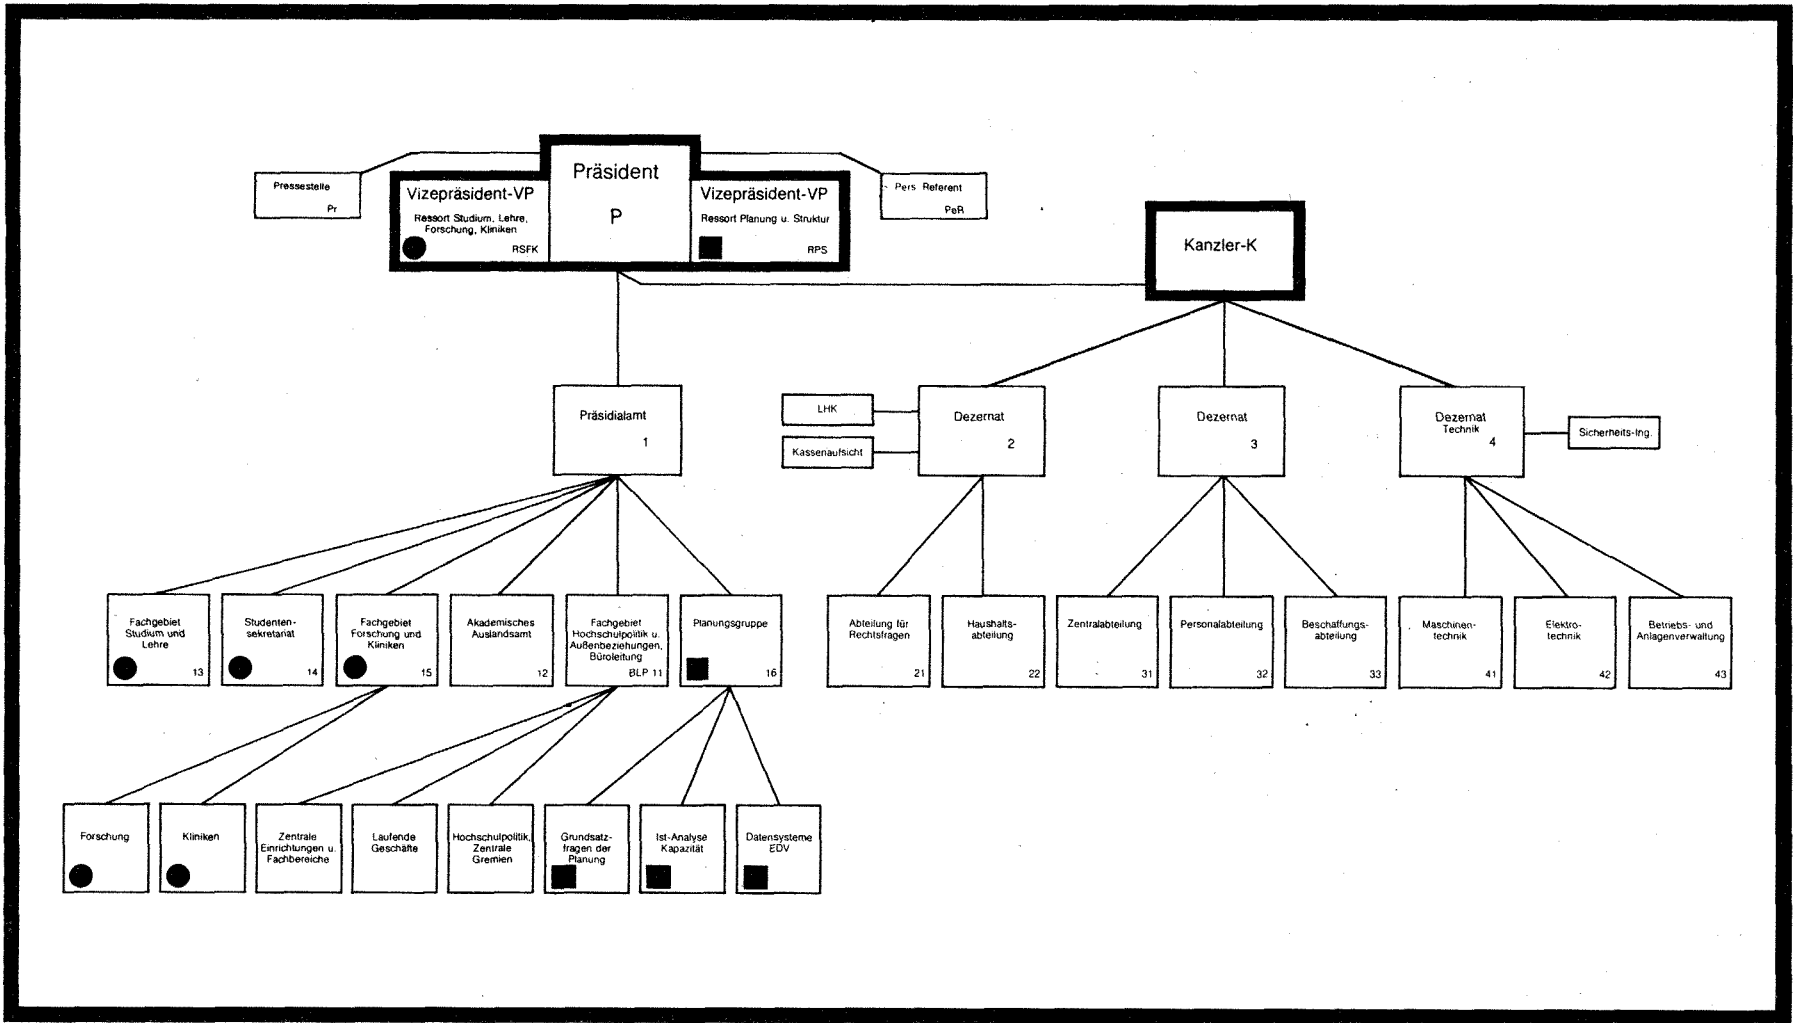 Präsident
P
Pressestelle
Pr
Vizepräsident-VP
Ressort Studium, Lehre,
Forschung, Kliniken
RSFK
Vizepräsident-VP
Ressort Planung u. Struktur
RPS
Pers Referent
PeR
Kanzler-K
Präsidialamt
1
LHK
Kassenaufsicht
Dezernat
2
Dezernat
3
Dezernat
Technik
4
Sicherheits-Ing.
Fachgebiet
Studium und
Lehre
13
Studenten-
sekretariat
14
Fachgebiet
Forschung und
Kliniken
15
Akademisches
Auslandsamt
12
Fachgebiet
Hochschulpolitik u.
Außenbeziehungen,
Büroleitung
BLP 11
Planungsgruppe
16
Abteilung für
Rechtsfragen
21
Haushalts-
abteilung
22
Zentralabteilung
31
Personalabteilung
32
Beschaffungs-
abteilung
33
Maschinen-
technik
41
Elektro-
technik
42
Betriebs- und
Anlagenverwaltung
43
Forschung
Kliniken
Zentrale
Einrichtungen u.
Fachbereiche
Laufende
Geschäfte
Hochschulpolitik,
Zentrale
Gremien
Grundsatz-
fragen der
Planung
Ist-Analyse
Kapazität
Datensysteme
EDV